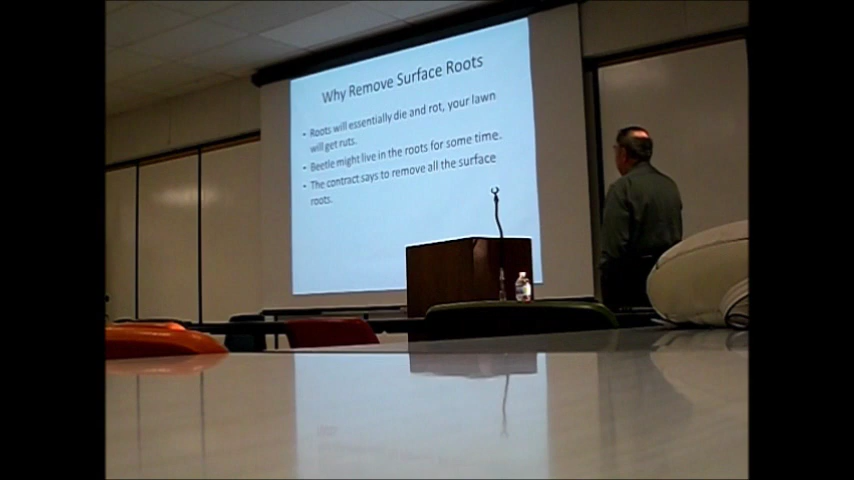 Why Remove Surface Roots
• Roots will essentially die and rot, your lawn
will get ruts.
• Beetle might live in the roots for some time.
• The contract says to remove all the surface
roots.